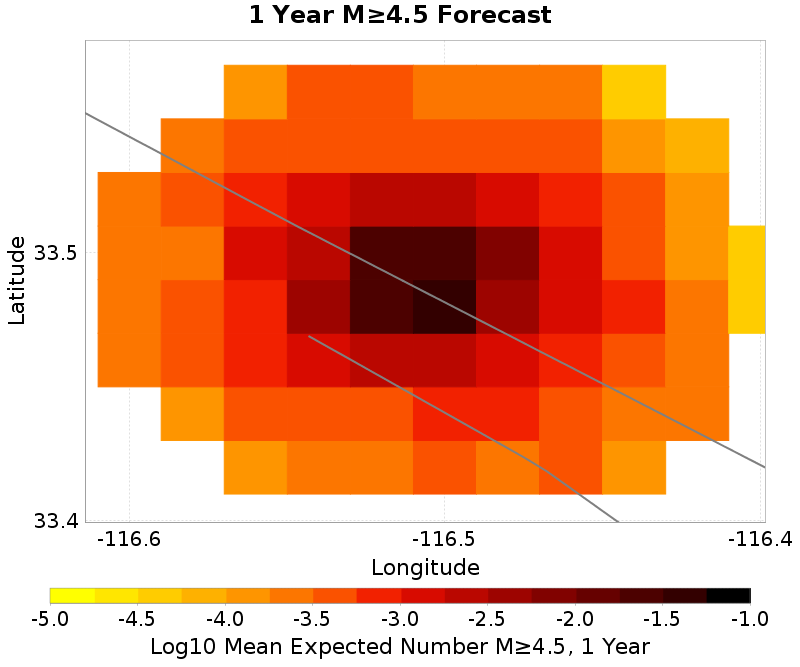 1 Year M≥4.5 Forecast
Latitude
33.5
33.4
-116.6 -116.5 -116.4
Longitude
-5.0 -4.5 -4.0 -3.5 -3.0 -2.5 -2.0 -1.5 -1.0
Log10 Mean Expected Number M≥4.5, 1 Year